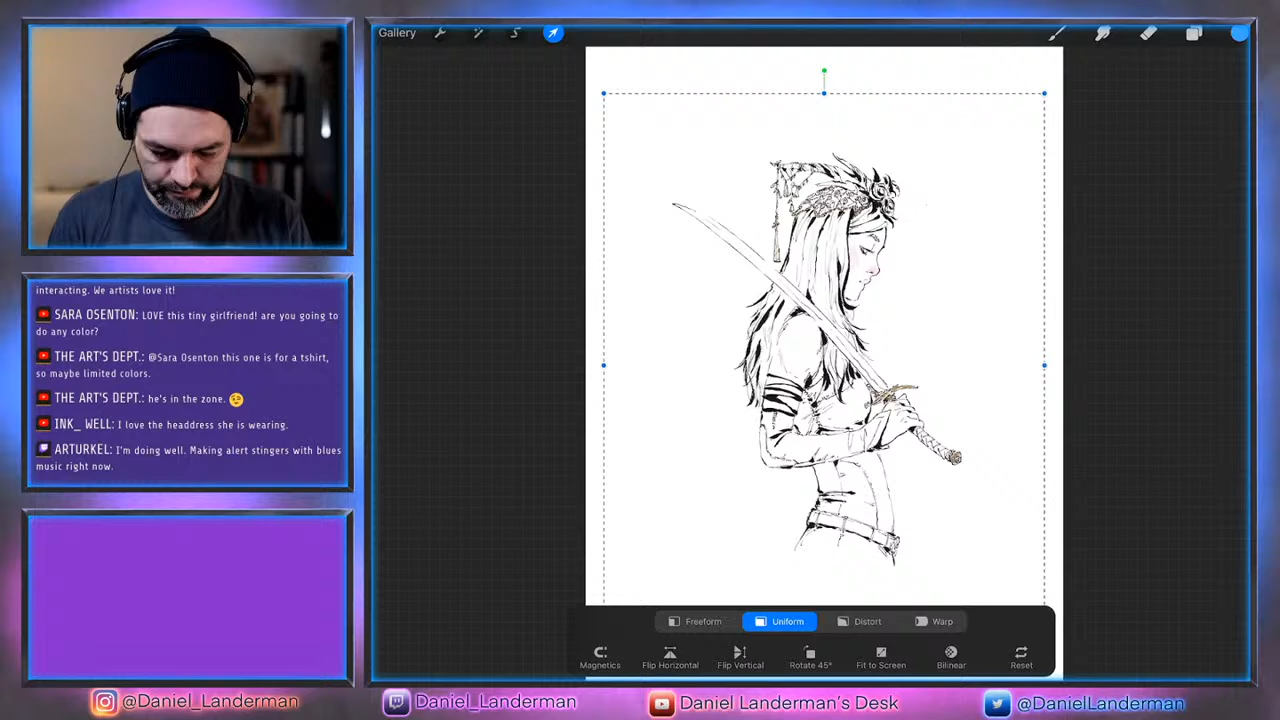 Gallery
interacting. We artists love it!
SARA OSENTON: LOVE this tiny girlfriend! are you going to
do any color?
THE ART'S DEPT.: @Sara Osenton this one is for a tshirt,
so maybe limited colors.
THE ART'S DEPT.: he's in the zone.
INK_ WELL: I love the headdress she is wearing.
ARTURKEL: I'm doing well. Making alert stingers with blues
music right now.
Freeform
Uniform
Distort
Warp
Magnetics
Flip Horizontal
Flip Vertical
Rotate 45°
Fit to Screen
Bilinear
Reset
@Daniel_Landerman
Daniel_Landerman
Daniel Landerman's Desk
@DanielLanderman